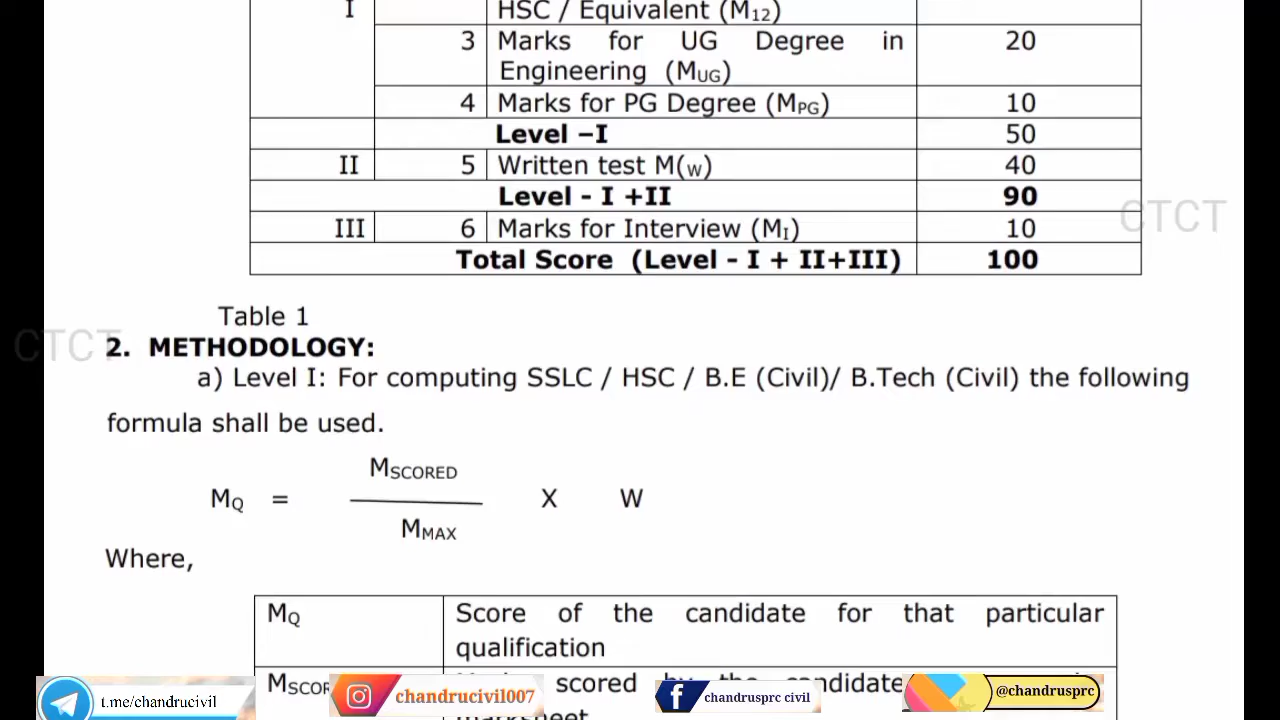 I HSC / Equivalent (M12)
3 Marks for UG Degree in 20
Engineering (MUG)
4 Marks for PG Degree (MPG) 10
Level –I 50
II 5 Written test M(W) 40
Level - I +II 90
CTCT
III 6 Marks for Interview (MI) 10
Total Score (Level - I + II+III) 100
Table 1
CTCT
2. METHODOLOGY:
a) Level I: For computing SSLC / HSC / B.E (Civil)/ B.Tech (Civil) the following
formula shall be used.
MSCORED
MQ = X W
MMAX
Where,
MQ Score of the candidate for that particular
qualification
scored by the candidate
t.me/chandrucivil chandrucivil007 chandrusprc civil @chandrusprc